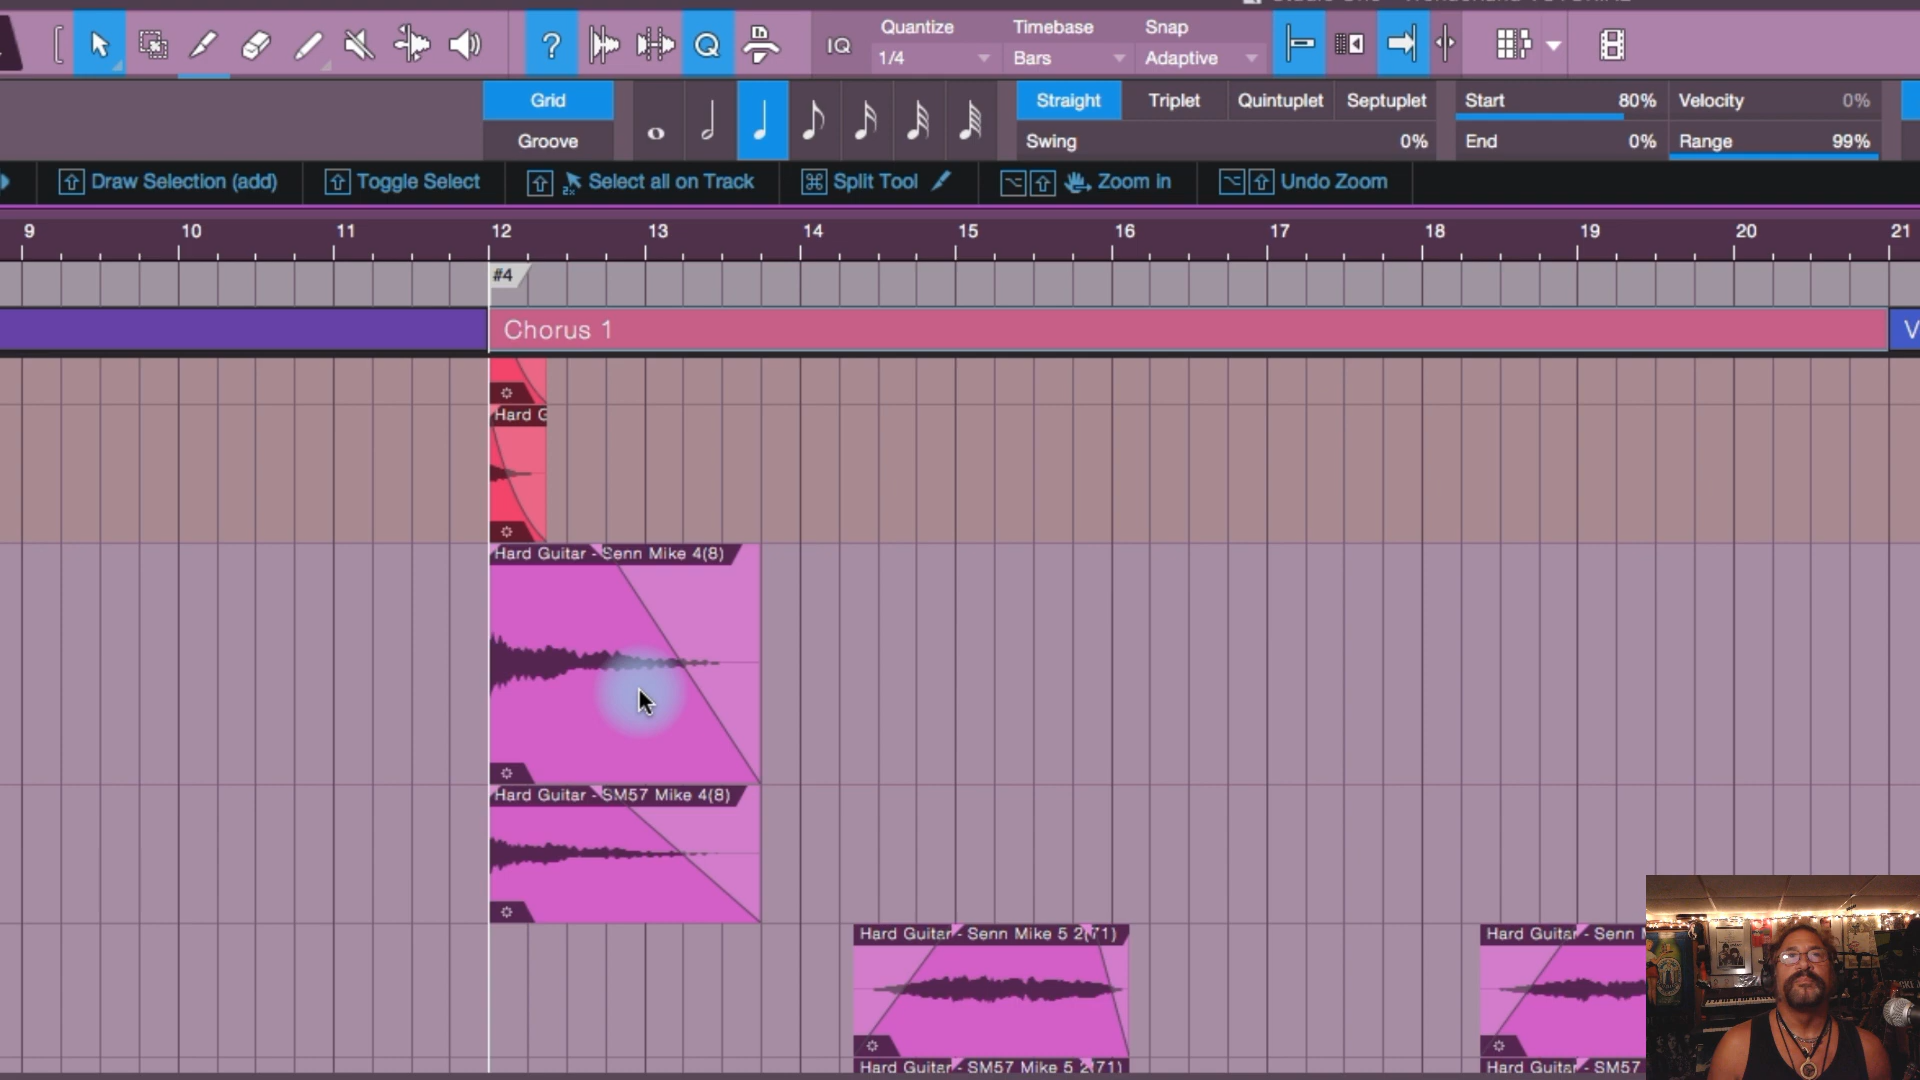 Quantize Timebase Snap
IQ 1/4 Bars Adaptive
Grid Straight Triplet Quintuplet Septuplet Start 80% Velocity 0%
Groove Swing 0% End 0% Range 99%
Draw Selection (add) Toggle Select Select all on Track Split Tool Zoom in Undo Zoom
9 10 11 12 13 14 15 16 17 18 19 20 21
#4
Chorus 1 V
Hard G
Hard Guitar - Senn Mike 4(8)
Hard Guitar - SM57 Mike 4(8)
Hard Guitar - Senn Mike 5 2(71) Hard Guitar - Senn M
Hard Guitar - SM57 Mike 5 2(71) Hard Guitar - SM57